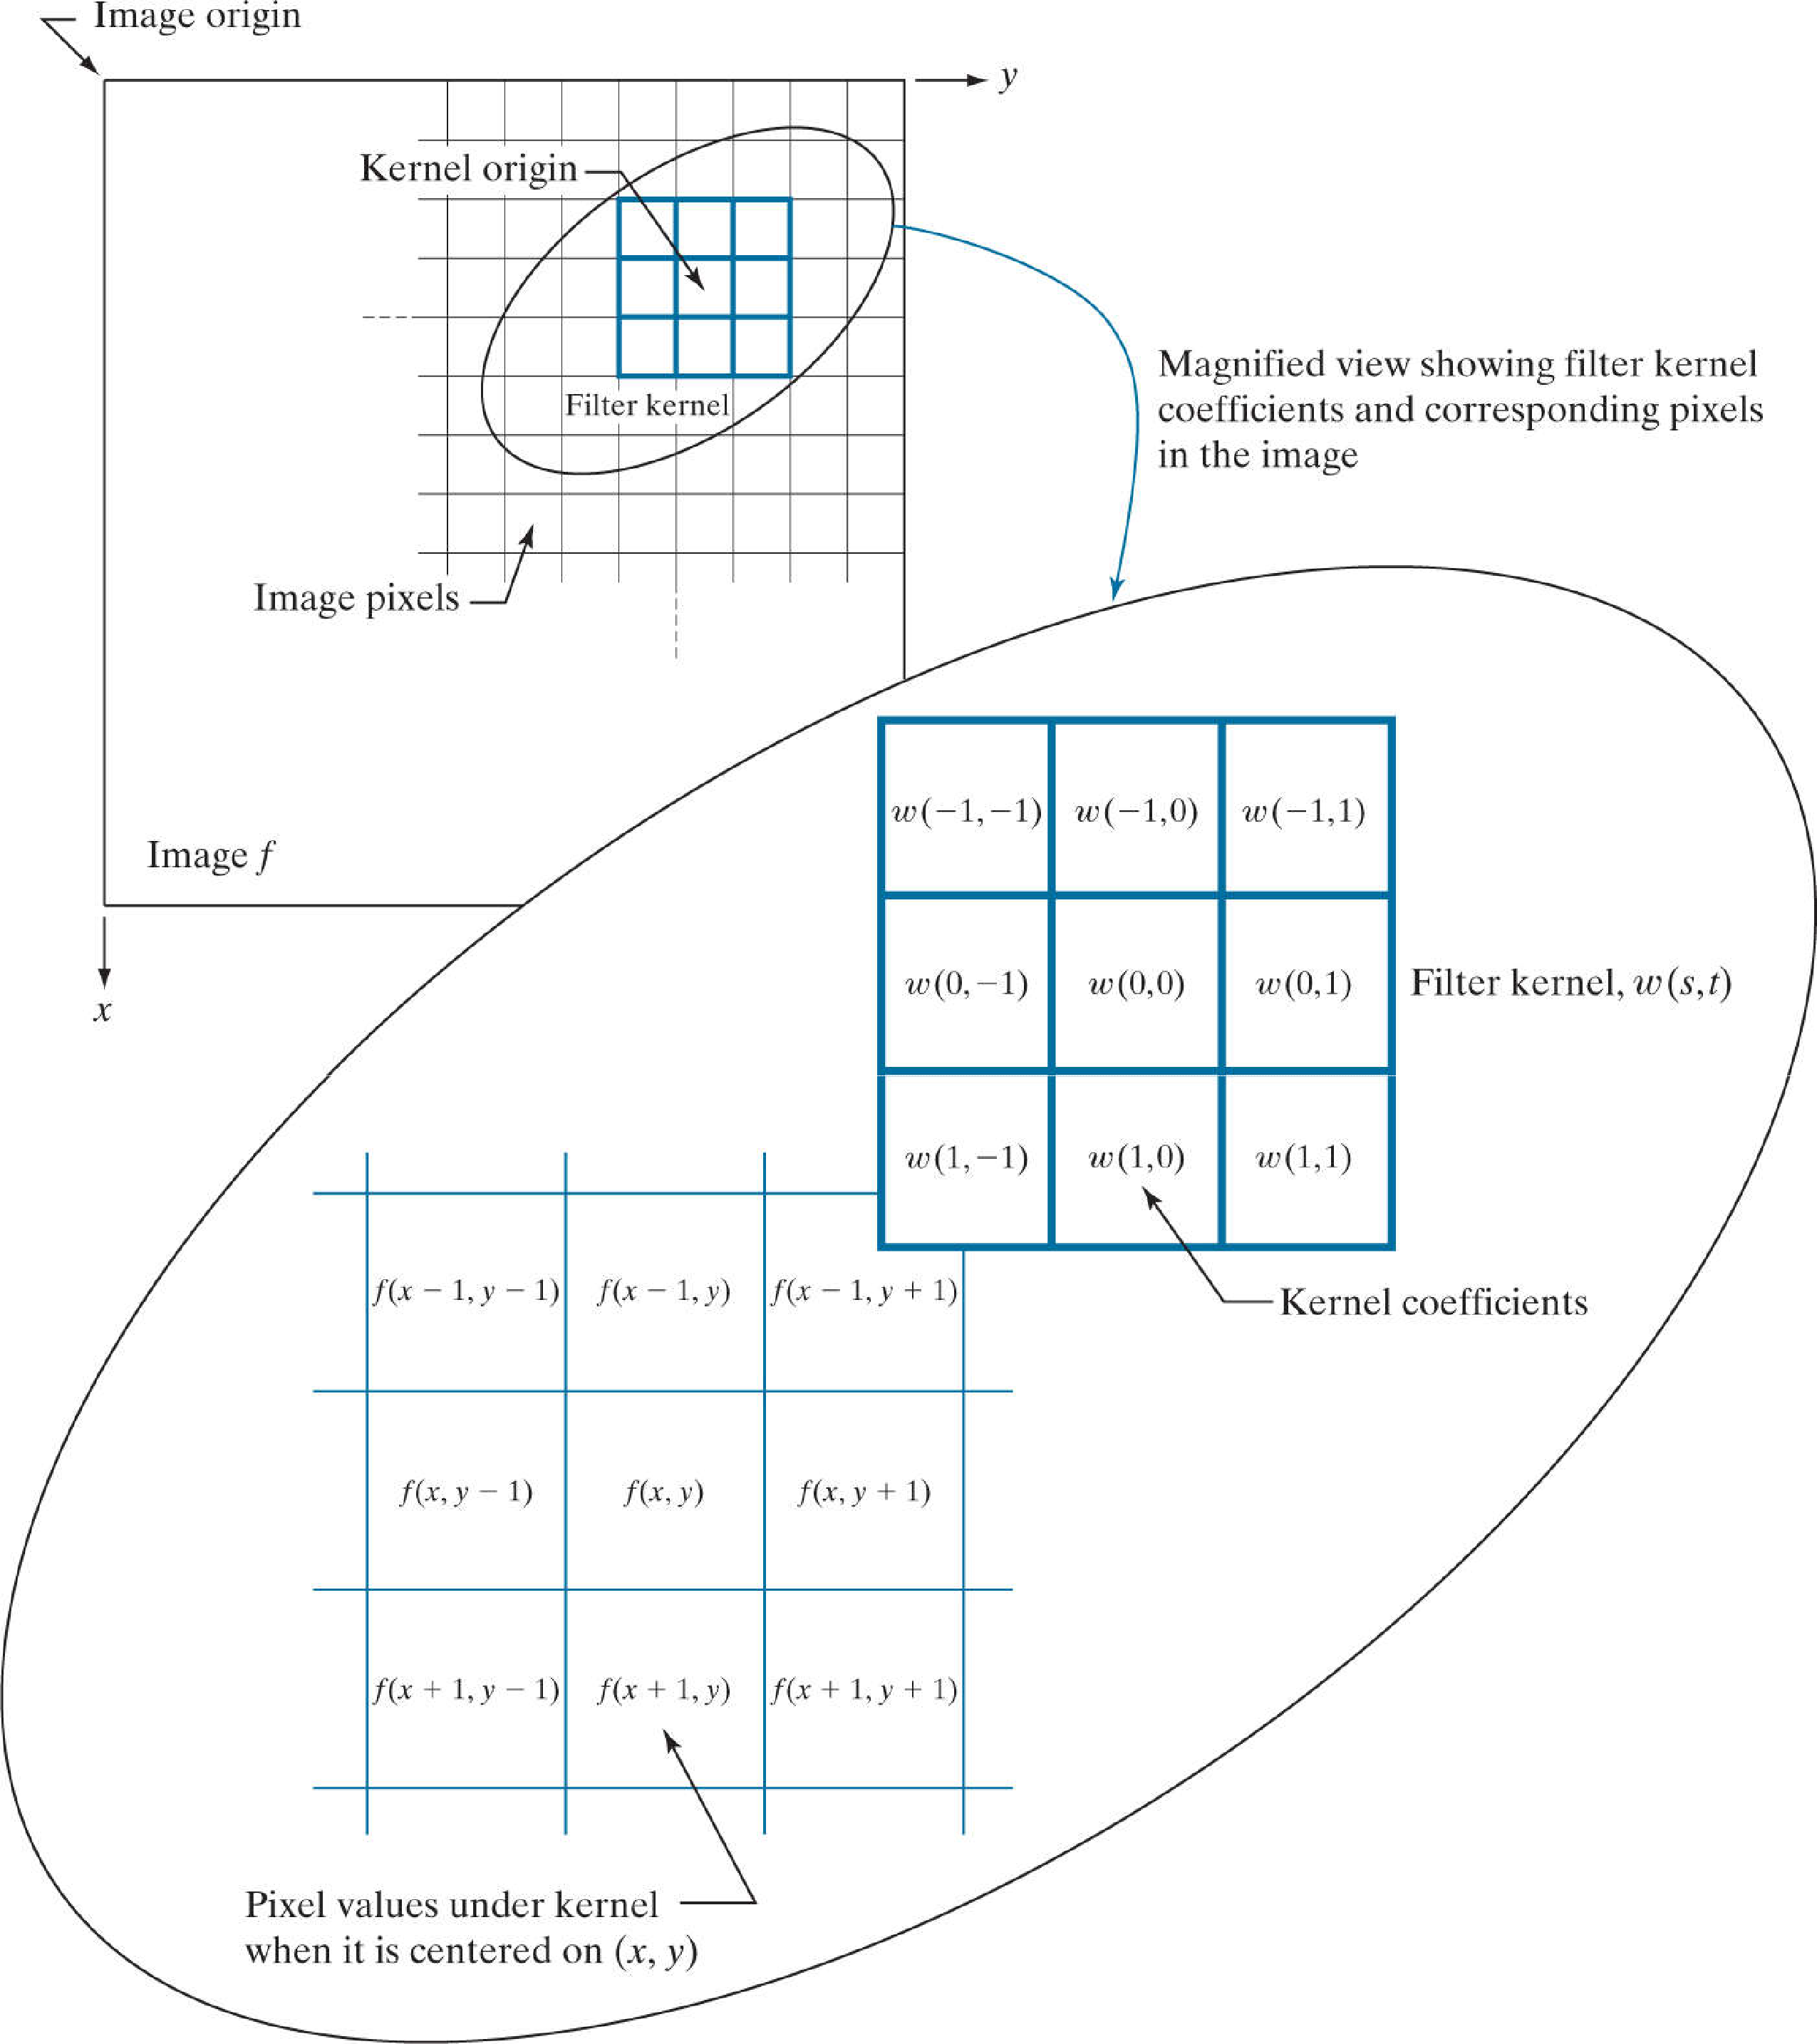 Image origin
y
Kernel origin
Magnified view showing filter kernel
coefficients and corresponding pixels
in the image
Filter kernel
Image pixels
Image f
x
w(−1,−1) w(−1,0) w(−1,1)
w(0,−1) w(0,0) w(0,1)
Filter kernel, w(s,t)
w(1,−1) w(1,0) w(1,1)
Kernel coefficients
f(x − 1, y − 1) f(x − 1, y) f(x − 1, y + 1)
f(x, y − 1) f(x, y) f(x, y + 1)
f(x + 1, y − 1) f(x + 1, y) f(x + 1, y + 1)
Pixel values under kernel
when it is centered on (x, y)